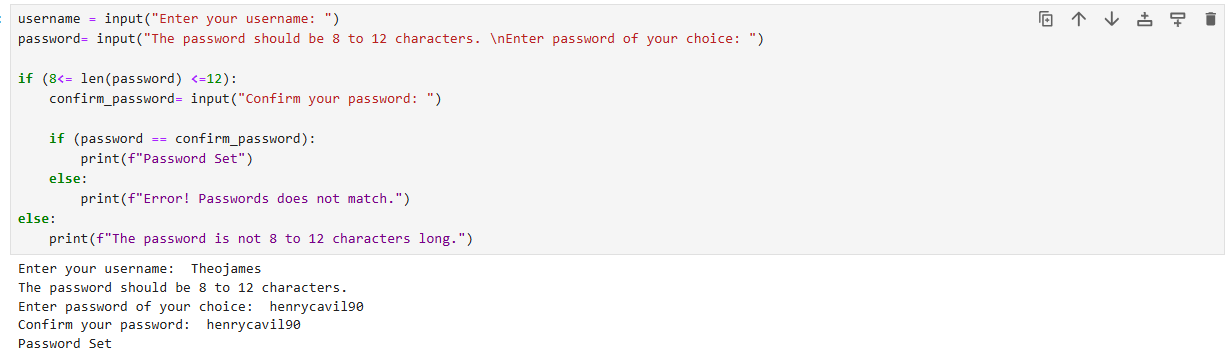 username = input("Enter your username: ")
password= input("The password should be 8 to 12 characters. \nEnter password of your choice: ")
if (8<= len(password) <=12):
    confirm_password= input("Confirm your password: ")
    if (password == confirm_password):
        print(f"Password Set")
    else:
        print(f"Error! Passwords does not match.")
else:
    print(f"The password is not 8 to 12 characters long.")
Enter your username:  Theojames
The password should be 8 to 12 characters.
Enter password of your choice:  henrycavil90
Confirm your password:  henrycavil90
Password Set